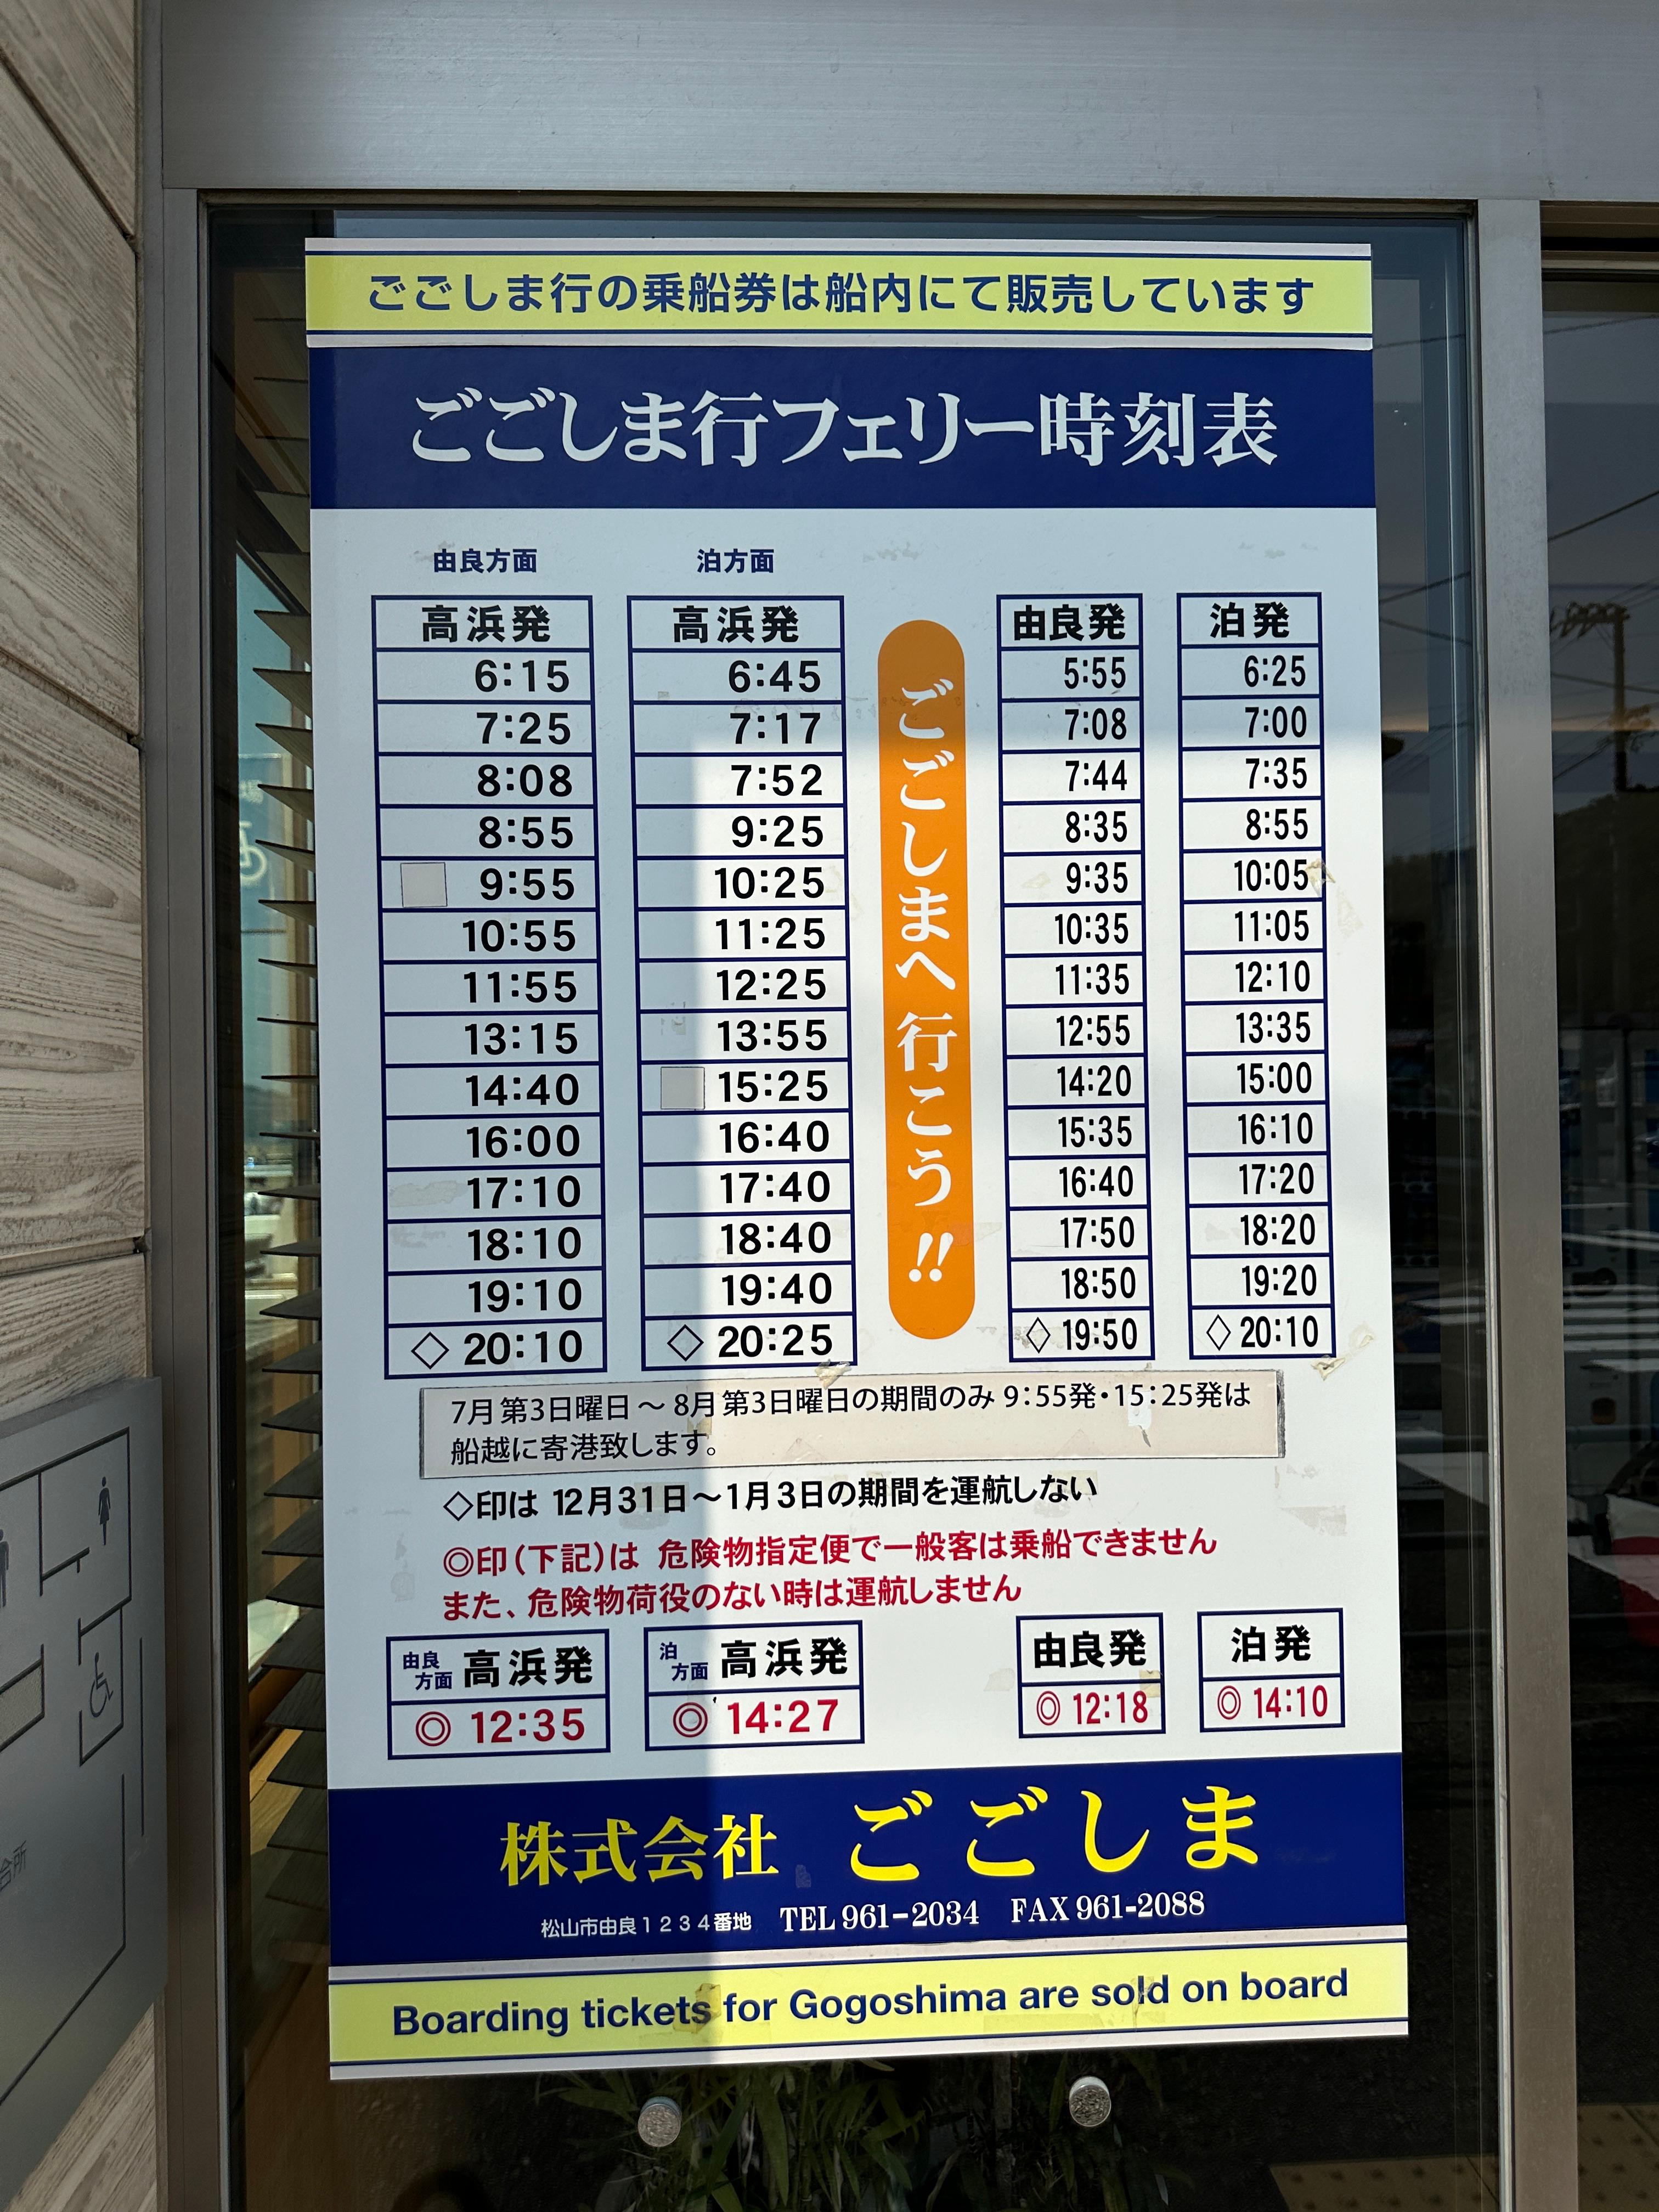 ごごしま行の乗船券は船内にて販売しています
ごごしま行フェリー時刻表
由良方面 泊方面
高浜発 高浜発 由良発 泊発
6:15 6:45 5:55 6:25
7:25 7:17 7:08 7:00
8:08 7:52 7:44 7:35
8:55 9:25 8:35 8:55
9:55 10:25 9:35 10:05
10:55 11:25 10:35 11:05
11:55 12:25 11:35 12:10
13:15 13:55 12:55 13:35
14:40 15:25 14:20 15:00
16:00 16:40 15:35 16:10
17:10 17:40 16:40 17:20
18:10 18:40 17:50 18:20
19:10 19:40 18:50 19:20
◇ 20:10 ◇ 20:25 ◇ 19:50 ◇ 20:10
ごごしまへ 行こう!!
7月第3日曜日～8月第3日曜日の期間のみ 9:55発・15:25発は
船越に寄港致します。
◇印は 12月31日～1月3日の期間を運航しない
◎印（下記）は 危険物指定便で一般客は乗船できません
また、危険物荷役のない時は運航しません
由良方面 高浜発 泊方面 高浜発 由良発 泊発
◎ 12:35 ◎ 14:27 ◎ 12:18 ◎ 14:10
株式会社 ごごしま
松山市由良1234番地 TEL 961-2034 FAX 961-2088
Boarding tickets for Gogoshima are sold on board
合所